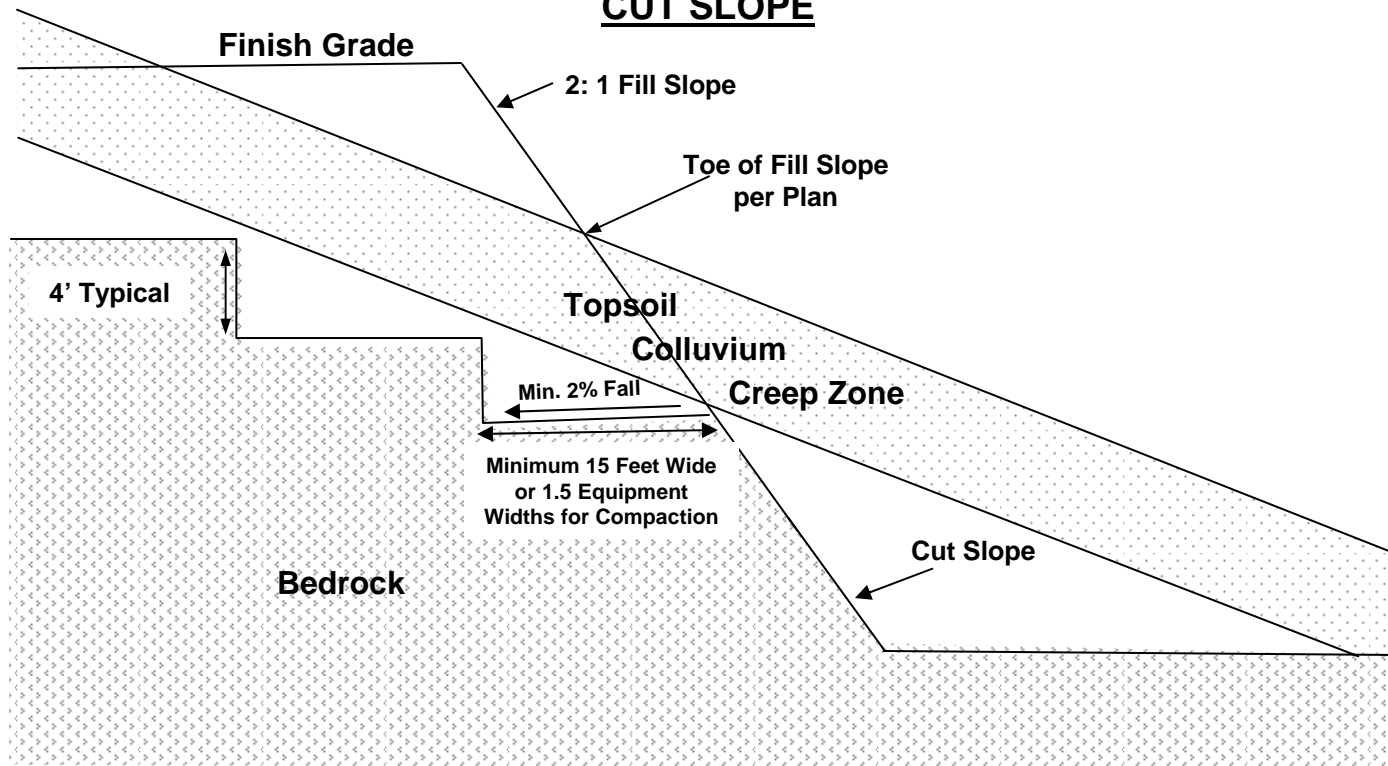 CUT SLOPE
Finish Grade
2: 1 Fill Slope
Toe of Fill Slope
per Plan
4’ Typical
Topsoil
Colluvium
Creep Zone
Min. 2% Fall
Minimum 15 Feet Wide
or 1.5 Equipment
Widths for Compaction
Cut Slope
Bedrock